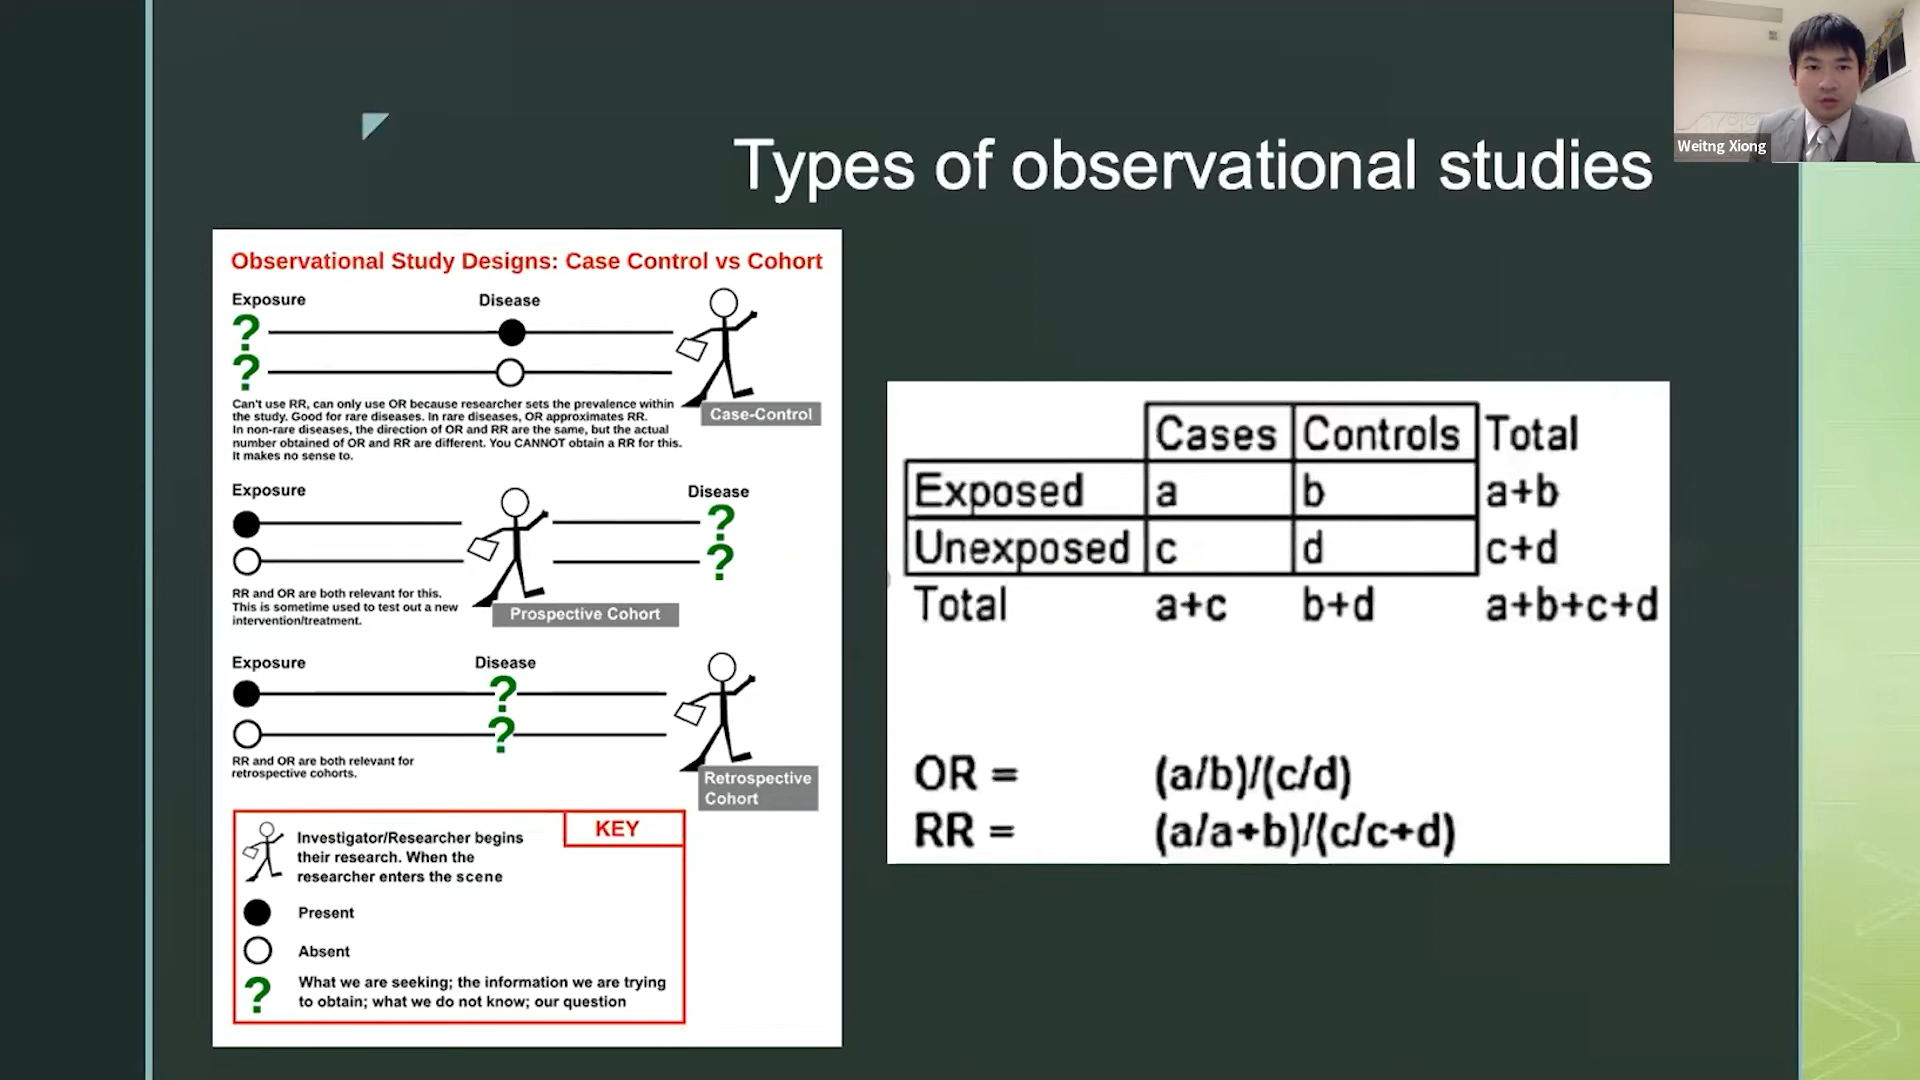 Weitng Xiong
Types of observational studies
Observational Study Designs: Case Control vs Cohort
Exposure
Disease
?
?
Can't use RR, can only use OR because researcher sets the prevalence within
the study. Good for rare diseases. In rare diseases, OR approximates RR.
In non-rare diseases, the direction of OR and RR are the same, but the actual
number obtained of OR and RR are different. You CANNOT obtain a RR for this.
It makes no sense to.
Case-Control
Exposure
Disease
?
?
RR and OR are both relevant for this.
This is sometime used to test out a new
intervention/treatment.
Prospective Cohort
Exposure
Disease
?
?
RR and OR are both relevant for
retrospective cohorts.
Retrospective
Cohort
KEY
Investigator/Researcher begins
their research. When the
researcher enters the scene
Present
Absent
?
What we are seeking; the information we are trying
to obtain; what we do not know; our question
Cases Controls Total
Exposed a b a+b
Unexposed c d c+d
Total a+c b+d a+b+c+d
OR = (a/b)/(c/d)
RR = (a/a+b)/(c/c+d)